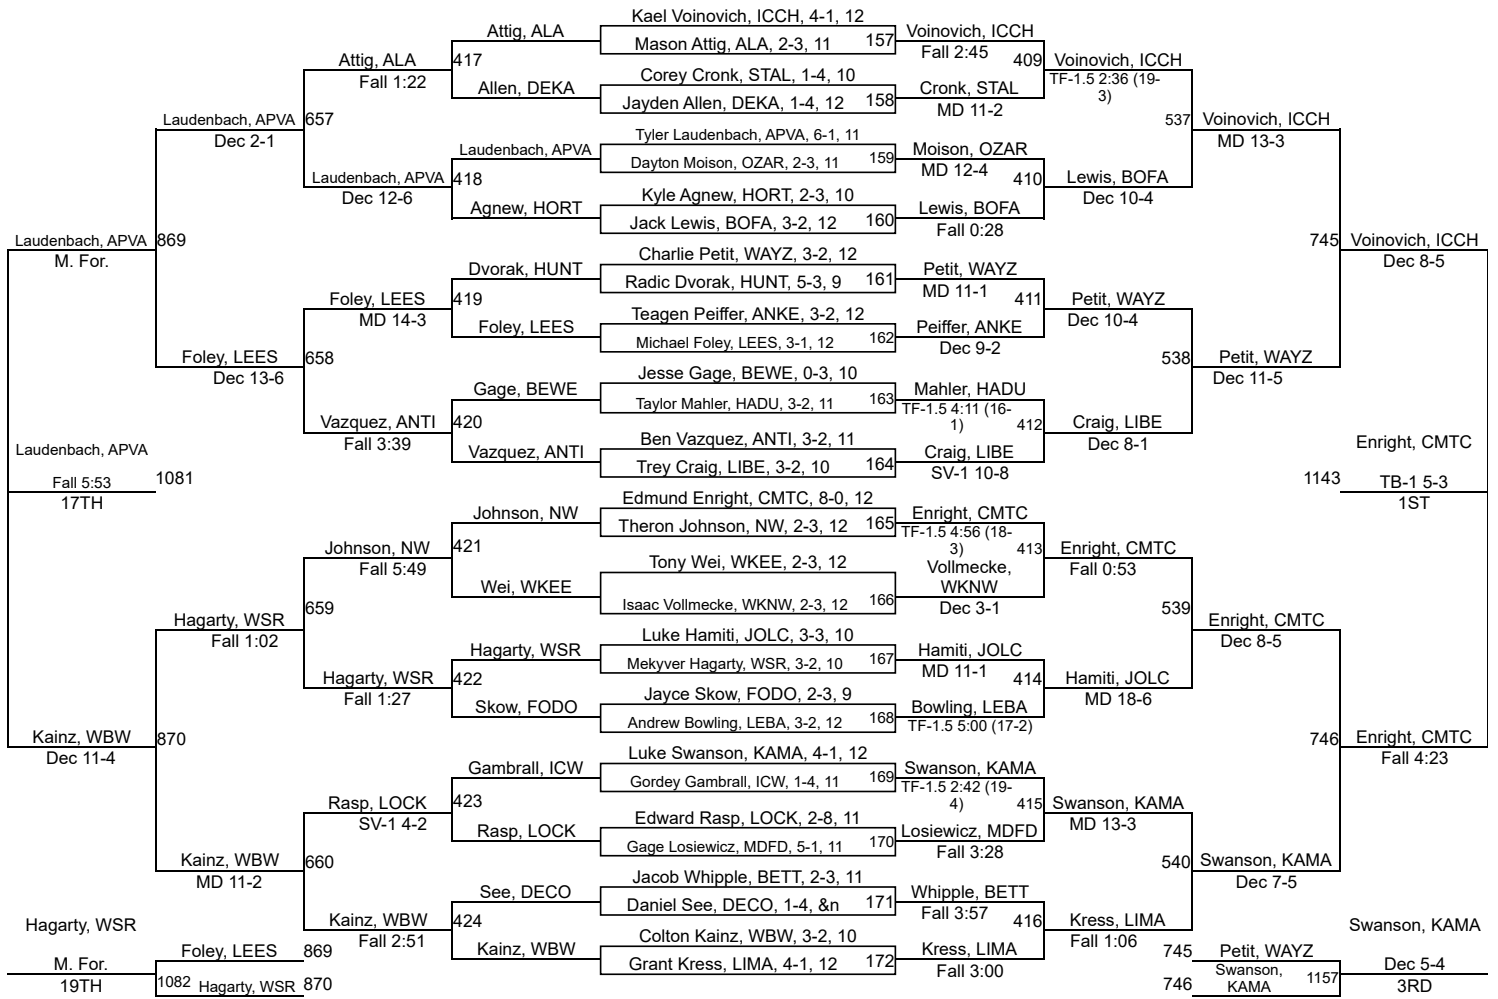 Kael Voinovich, ICCH, 4-1, 12
Attig, ALA
Mason Attig, ALA, 2-3, 11
157
Voinovich, ICCH
Fall 2:45
Attig, ALA
417
409
Voinovich, ICCH
Fall 1:22
Corey Cronk, STAL, 1-4, 10
TF-1.5 2:36 (19-
3)
Allen, DEKA
Jayden Allen, DEKA, 1-4, 12
158
Cronk, STAL
MD 11-2
Laudenbach, APVA
657
537
Voinovich, ICCH
Dec 2-1
Tyler Laudenbach, APVA, 6-1, 11
MD 13-3
Laudenbach, APVA
Dayton Moison, OZAR, 2-3, 11
159
Moison, OZAR
MD 12-4
Laudenbach, APVA
418
410
Lewis, BOFA
Dec 12-6
Kyle Agnew, HORT, 2-3, 10
Dec 10-4
Agnew, HORT
Jack Lewis, BOFA, 3-2, 12
160
Lewis, BOFA
Fall 0:28
Laudenbach, APVA
869
745
Voinovich, ICCH
M. For.
Charlie Petit, WAYZ, 3-2, 12
Dec 8-5
Dvorak, HUNT
Radic Dvorak, HUNT, 5-3, 9
161
Petit, WAYZ
MD 11-1
Foley, LEES
419
411
Petit, WAYZ
MD 14-3
Teagen Peiffer, ANKE, 3-2, 12
Dec 10-4
Foley, LEES
Michael Foley, LEES, 3-1, 12
162
Peiffer, ANKE
Dec 9-2
Foley, LEES
658
538
Petit, WAYZ
Dec 13-6
Jesse Gage, BEWE, 0-3, 10
Dec 11-5
Gage, BEWE
Taylor Mahler, HADU, 3-2, 11
163
Mahler, HADU
TF-1.5 4:11 (16-
1)
Vazquez, ANTI
420
412
Craig, LIBE
Fall 3:39
Ben Vazquez, ANTI, 3-2, 11
Dec 8-1
Vazquez, ANTI
Trey Craig, LIBE, 3-2, 10
164
Craig, LIBE
SV-1 10-8
Laudenbach, APVA
Enright, CMTC
Fall 5:53
1081
1143
TB-1 5-3
17TH
1ST
Edmund Enright, CMTC, 8-0, 12
Johnson, NW
Theron Johnson, NW, 2-3, 12
165
Enright, CMTC
TF-1.5 4:56 (18-
3)
Johnson, NW
421
413
Enright, CMTC
Fall 5:49
Tony Wei, WKEE, 2-3, 12
Fall 0:53
Wei, WKEE
Isaac Vollmecke, WKNW, 2-3, 12
166
Vollmecke,
WKNW
Dec 3-1
Hagarty, WSR
659
539
Enright, CMTC
Fall 1:02
Luke Hamiti, JOLC, 3-3, 10
Dec 8-5
Hagarty, WSR
Mekyver Hagarty, WSR, 3-2, 10
167
Hamiti, JOLC
MD 11-1
Hagarty, WSR
422
414
Hamiti, JOLC
Fall 1:27
Jayce Skow, FODO, 2-3, 9
MD 18-6
Skow, FODO
Andrew Bowling, LEBA, 3-2, 12
168
Bowling, LEBA
TF-1.5 5:00 (17-2)
Kainz, WBW
870
746
Enright, CMTC
Dec 11-4
Luke Swanson, KAMA, 4-1, 12
Fall 4:23
Gambrall, ICW
Gordey Gambrall, ICW, 1-4, 11
169
Swanson, KAMA
TF-1.5 2:42 (19-
4)
Rasp, LOCK
423
415
Swanson, KAMA
SV-1 4-2
Edward Rasp, LOCK, 2-8, 11
MD 13-3
Rasp, LOCK
Gage Losiewicz, MDFD, 5-1, 11
170
Losiewicz, MDFD
Fall 3:28
Kainz, WBW
660
540
Swanson, KAMA
MD 11-2
Jacob Whipple, BETT, 2-3, 11
Dec 7-5
See, DECO
Daniel See, DECO, 1-4, &n
171
Whipple, BETT
Fall 3:57
Kainz, WBW
424
416
Kress, LIMA
Fall 2:51
Colton Kainz, WBW, 3-2, 10
Fall 1:06
Kainz, WBW
Grant Kress, LIMA, 4-1, 12
172
Kress, LIMA
Fall 3:00
Hagarty, WSR
Swanson, KAMA
Foley, LEES
869
745
Petit, WAYZ
M. For.
Dec 5-4
19TH
1082
Hagarty, WSR
870
746
Swanson,
KAMA
1157
3RD